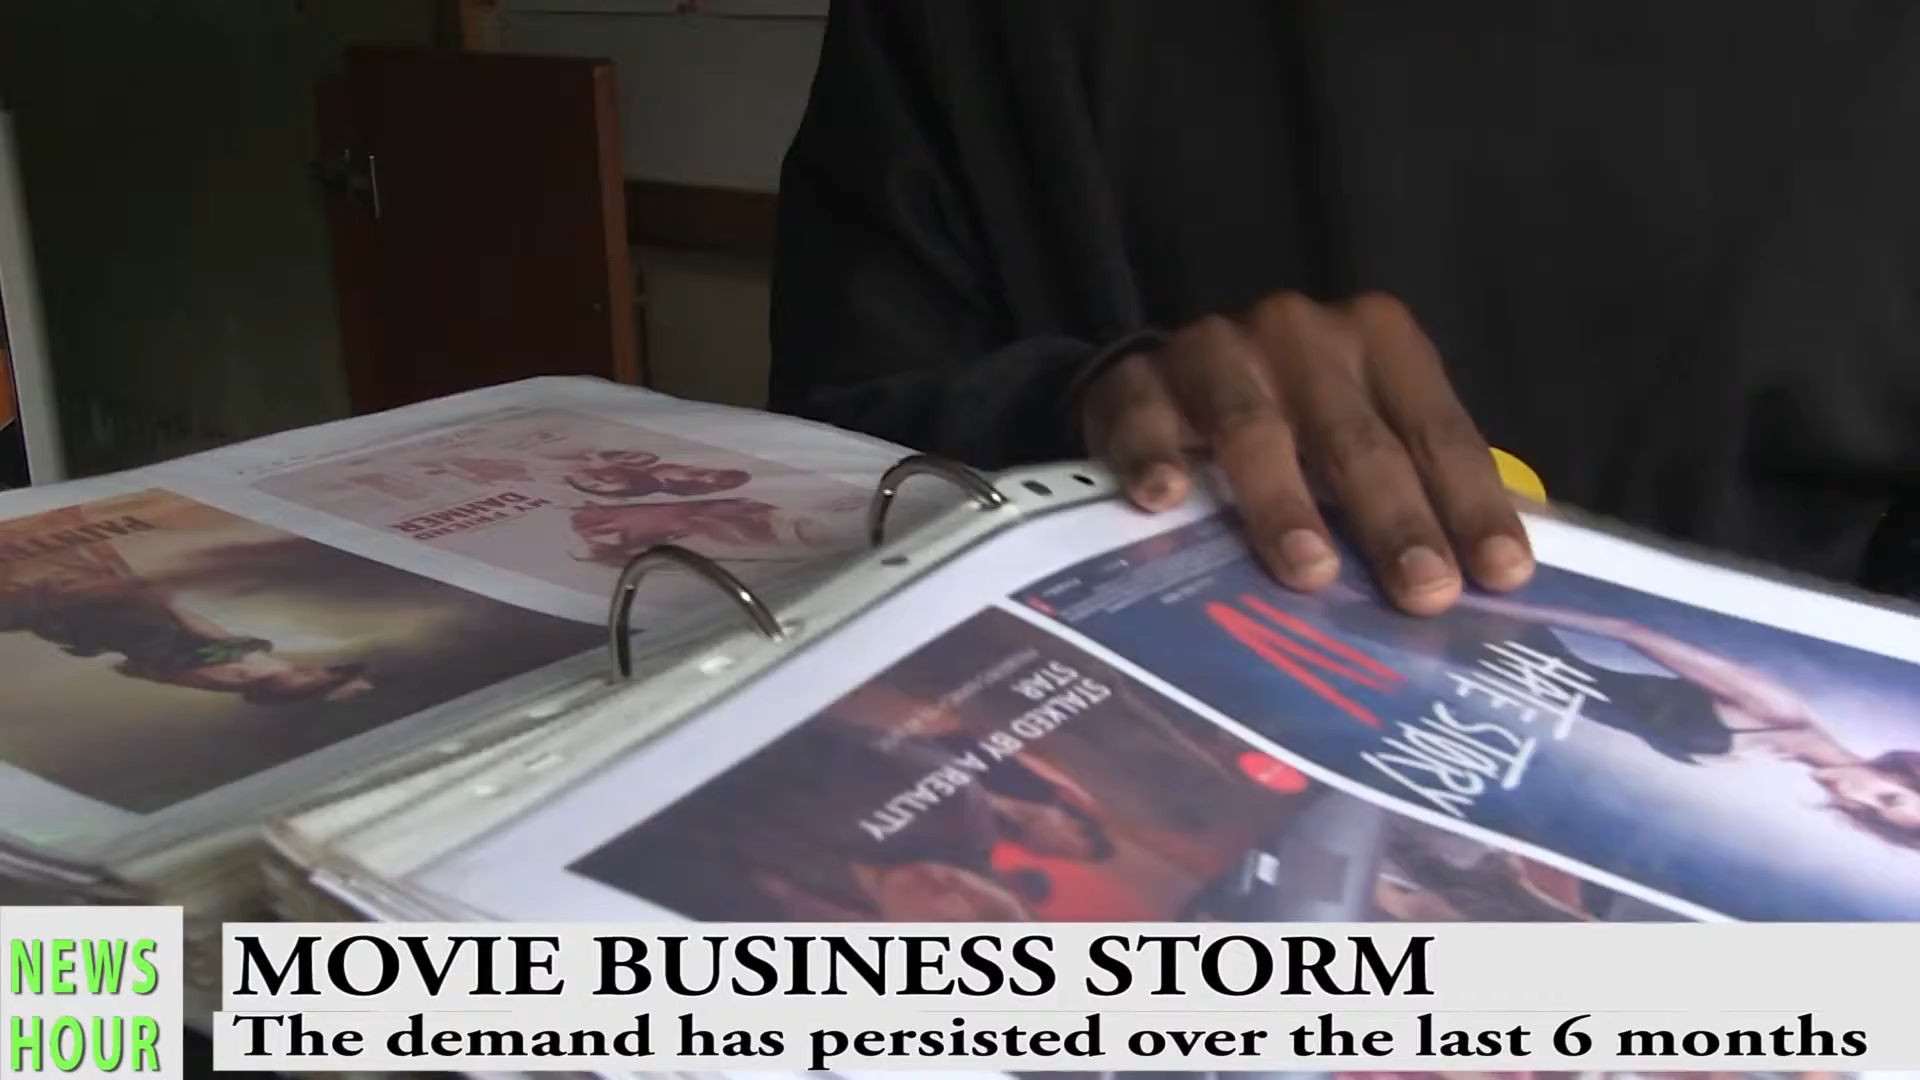 PAINT
MY FRIEND
DAHMER
STALKED BY A REALITY
STAR
HATE
STORY
IV
NEWS
HOUR
MOVIE BUSINESS STORM
The demand has persisted over the last 6 months